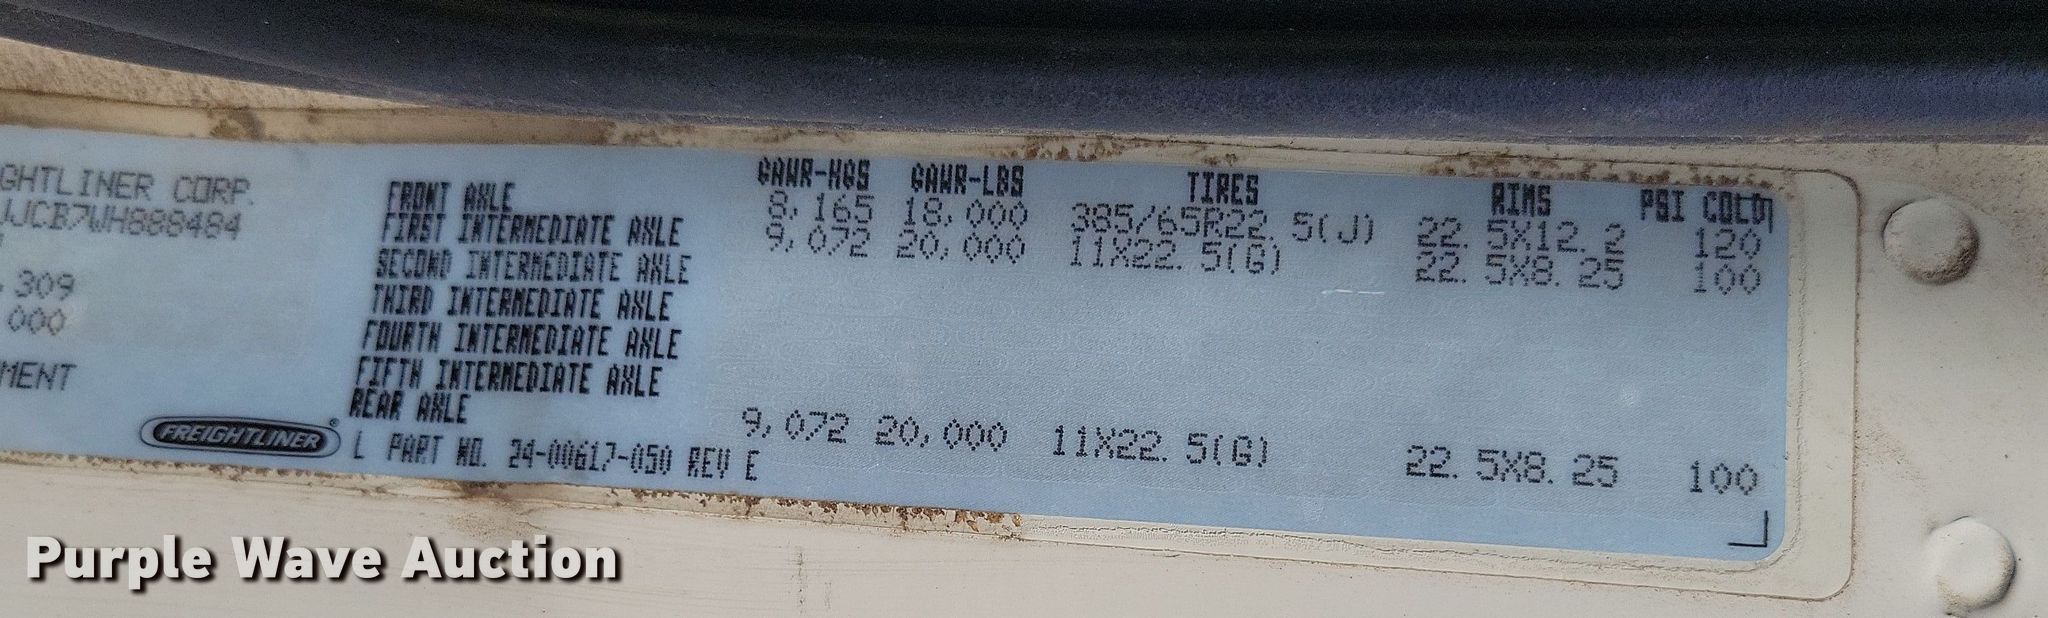 GHTLINER CORP.
JCB7WH888484
309
000
MENT
FREIGHTLINER®
GAWR-KGS GAWR-LBS TIRES RIMS PSI COLD
FRONT AXLE 8,165 18,000 385/65R22.5(J) 22.5X12.2 120
FIRST INTERMEDIATE AXLE 9,072 20,000 11X22.5(G) 22.5X8.25 100
SECOND INTERMEDIATE AXLE
THIRD INTERMEDIATE AXLE
FOURTH INTERMEDIATE AXLE
FIFTH INTERMEDIATE AXLE
REAR AXLE 9,072 20,000 11X22.5(G) 22.5X8.25 100
PART NO. 24-00617-050 REV E
Purple Wave Auction